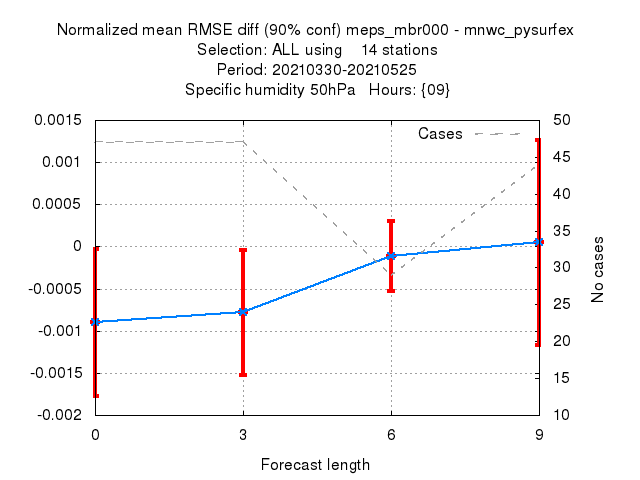 Normalized mean RMSE diff (90% conf) meps_mbr000 - mnwc_pysurfex
Selection: ALL using    14 stations
Period: 20210330-20210525
Specific humidity 50hPa   Hours: {09}
0.0015
0.001
0.0005
0
-0.0005
-0.001
-0.0015
-0.002
Cases
50
45
40
35
30
25
20
15
10
No cases
0 3 6 9
Forecast length